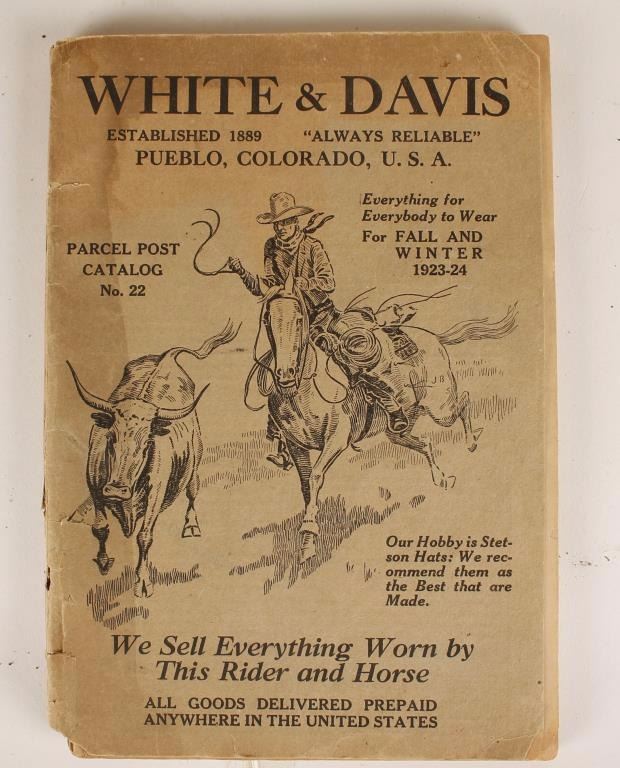 WHITE & DAVIS
ESTABLISHED 1889 "ALWAYS RELIABLE"
PUEBLO, COLORADO, U. S. A.
Everything for
Everybody to Wear
For FALL AND
WINTER
1923-24
PARCEL POST
CATALOG
No. 22
JB
Our Hobby is Stet-
son Hats: We rec-
ommend them as
the Best that are
Made.
We Sell Everything Worn by
This Rider and Horse
ALL GOODS DELIVERED PREPAID
ANYWHERE IN THE UNITED STATES